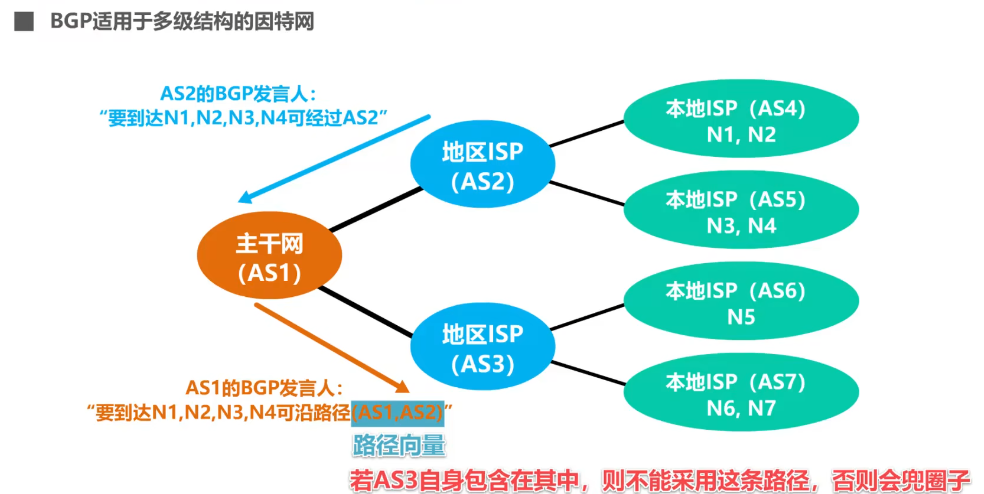 BGP适用于多级结构的因特网
AS2的BGP发言人：
“要到达N1,N2,N3,N4可经过AS2”
地区ISP
（AS2）
本地ISP（AS4）
N1, N2
本地ISP（AS5）
N3, N4
主干网
（AS1）
地区ISP
（AS3）
本地ISP（AS6）
N5
本地ISP（AS7）
N6, N7
AS1的BGP发言人：
“要到达N1,N2,N3,N4可沿路径(AS1,AS2)”
路径向量
若AS3自身包含在其中，则不能采用这条路径，否则会兜圈子